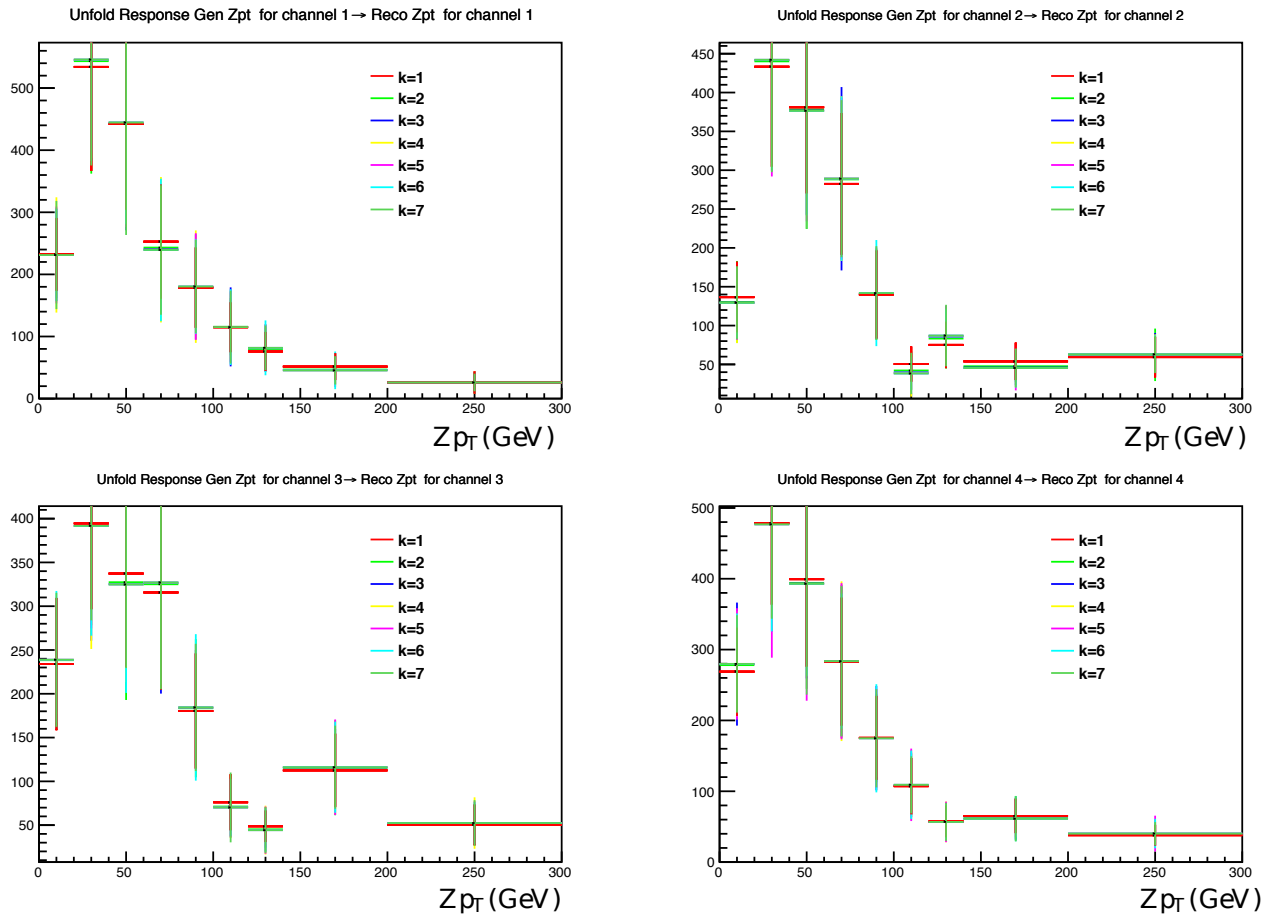 Unfold Response Gen Zpt for channel 1→ Reco Zpt for channel 1
500
400
300
200
100
0
k=1
k=2
k=3
k=4
k=5
k=6
k=7
0 50 100 150 200 250 300
Z pT (GeV)
Unfold Response Gen Zpt for channel 2→ Reco Zpt for channel 2
450
400
350
300
250
200
150
100
50
k=1
k=2
k=3
k=4
k=5
k=6
k=7
0 50 100 150 200 250 300
Z pT (GeV)
Unfold Response Gen Zpt for channel 3→ Reco Zpt for channel 3
400
350
300
250
200
150
100
50
k=1
k=2
k=3
k=4
k=5
k=6
k=7
0 50 100 150 200 250 300
Z pT (GeV)
Unfold Response Gen Zpt for channel 4→ Reco Zpt for channel 4
500
400
300
200
100
0
k=1
k=2
k=3
k=4
k=5
k=6
k=7
0 50 100 150 200 250 300
Z pT (GeV)